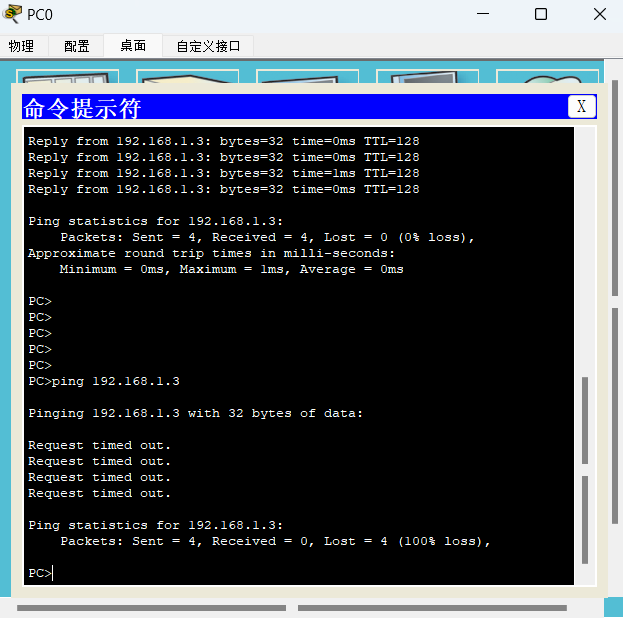 PC0
物理 配置 桌面 自定义接口
命令提示符 X
Reply from 192.168.1.3: bytes=32 time=0ms TTL=128
Reply from 192.168.1.3: bytes=32 time=0ms TTL=128
Reply from 192.168.1.3: bytes=32 time=1ms TTL=128
Reply from 192.168.1.3: bytes=32 time=0ms TTL=128
Ping statistics for 192.168.1.3:
Packets: Sent = 4, Received = 4, Lost = 0 (0% loss),
Approximate round trip times in milli-seconds:
Minimum = 0ms, Maximum = 1ms, Average = 0ms
PC>
PC>
PC>
PC>
PC>
PC>ping 192.168.1.3
Pinging 192.168.1.3 with 32 bytes of data:
Request timed out.
Request timed out.
Request timed out.
Request timed out.
Ping statistics for 192.168.1.3:
Packets: Sent = 4, Received = 0, Lost = 4 (100% loss),
PC>